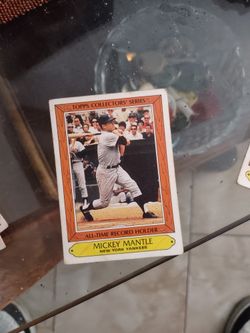 TOPPS COLLECTORS' SERIES
ALL-TIME RECORD HOLDER
MICKEY MANTLE
NEW YORK YANKEES